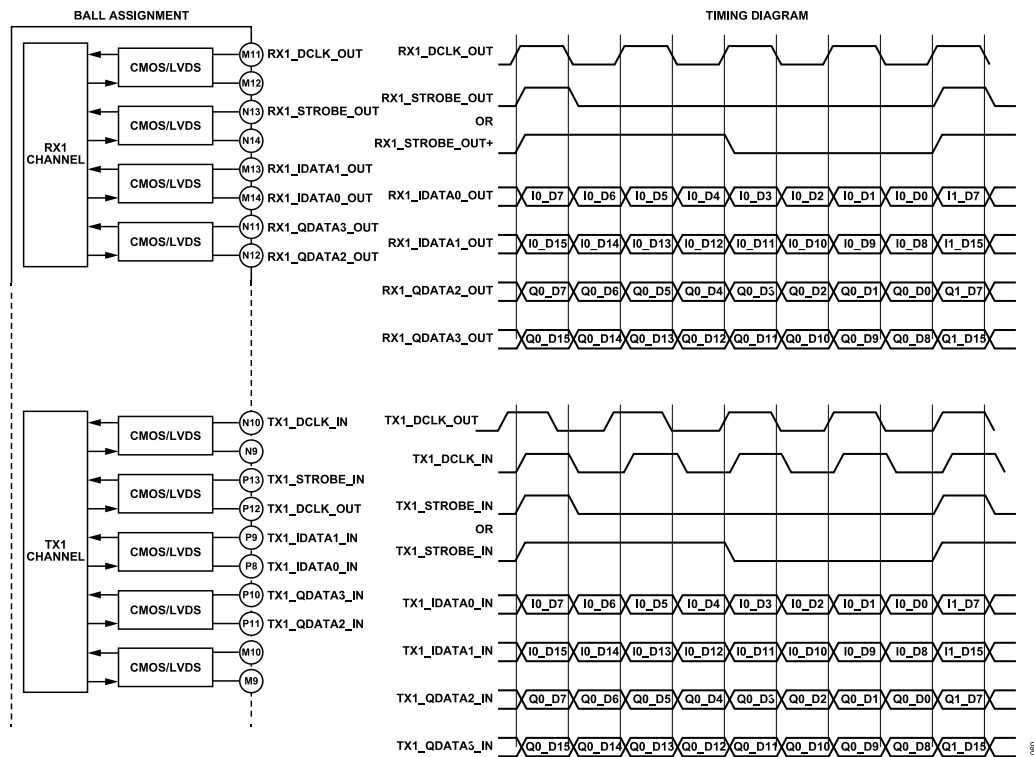 BALL ASSIGNMENT
RX1 CHANNEL
CMOS/LVDS
M11 RX1_DCLK_OUT
M12
CMOS/LVDS
N13 RX1_STROBE_OUT
N14
CMOS/LVDS
M13 RX1_IDATA1_OUT
M14 RX1_IDATA0_OUT
CMOS/LVDS
N11 RX1_QDATA3_OUT
N12 RX1_QDATA2_OUT
TX1 CHANNEL
CMOS/LVDS
N10 TX1_DCLK_IN
N9
CMOS/LVDS
P13 TX1_STROBE_IN
P12 TX1_DCLK_OUT
CMOS/LVDS
P9 TX1_IDATA1_IN
P8 TX1_IDATA0_IN
CMOS/LVDS
P10 TX1_QDATA3_IN
P11 TX1_QDATA2_IN
CMOS/LVDS
M10
M9
TIMING DIAGRAM
RX1_DCLK_OUT
RX1_STROBE_OUT
OR
RX1_STROBE_OUT+
RX1_IDATA0_OUT I0_D7 I0_D6 I0_D5 I0_D4 I0_D3 I0_D2 I0_D1 I0_D0 I1_D7
RX1_IDATA1_OUT I0_D15 I0_D14 I0_D13 I0_D12 I0_D11 I0_D10 I0_D9 I0_D8 I1_D15
RX1_QDATA2_OUT Q0_D7 Q0_D6 Q0_D5 Q0_D4 Q0_D3 Q0_D2 Q0_D1 Q0_D0 Q1_D7
RX1_QDATA3_OUT Q0_D15 Q0_D14 Q0_D13 Q0_D12 Q0_D11 Q0_D10 Q0_D9 Q0_D8 Q1_D15
TX1_DCLK_OUT
TX1_DCLK_IN
TX1_STROBE_IN
OR
TX1_STROBE_IN
TX1_IDATA0_IN I0_D7 I0_D6 I0_D5 I0_D4 I0_D3 I0_D2 I0_D1 I0_D0 I1_D7
TX1_IDATA1_IN I0_D15 I0_D14 I0_D13 I0_D12 I0_D11 I0_D10 I0_D9 I0_D8 I1_D15
TX1_QDATA2_IN Q0_D7 Q0_D6 Q0_D5 Q0_D4 Q0_D3 Q0_D2 Q0_D1 Q0_D0 Q1_D7
TX1_QDATA3_IN Q0_D15 Q0_D14 Q0_D13 Q0_D12 Q0_D11 Q0_D10 Q0_D9 Q0_D8 Q1_D15
060